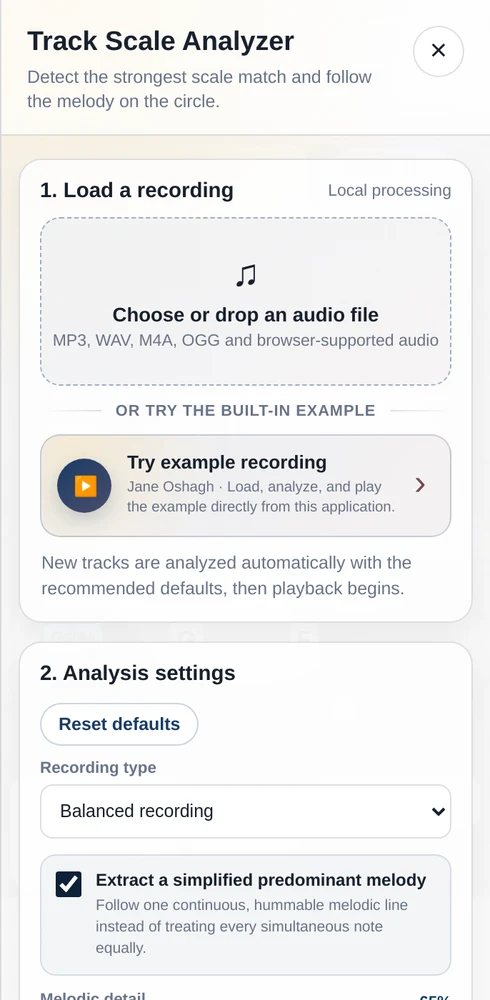 Track Scale Analyzer
Detect the strongest scale match and follow
the melody on the circle.
1. Load a recording
Local processing
Choose or drop an audio file
MP3, WAV, M4A, OGG and browser-supported audio
OR TRY THE BUILT-IN EXAMPLE
Try example recording
Jane Oshagh · Load, analyze, and play
the example directly from this application.
New tracks are analyzed automatically with the
recommended defaults, then playback begins.
2. Analysis settings
Reset defaults
Recording type
Balanced recording
Extract a simplified predominant melody
Follow one continuous, hummable melodic line
instead of treating every simultaneous note
equally.
Melodic detail
65%